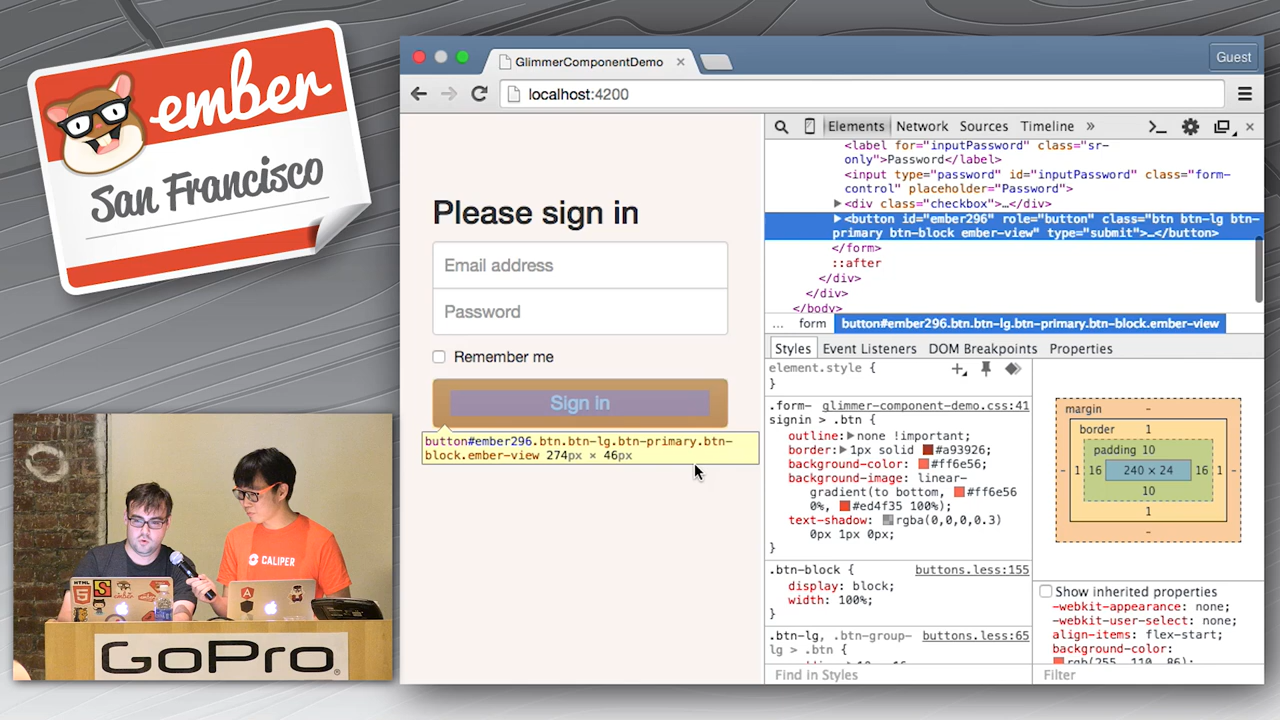 ember
San Francisco
GlimmerComponentDemo
Guest
localhost:4200
Please sign in
Email address
Password
Remember me
Sign in
button#ember296.btn.btn-lg.btn-primary.btn-
block.ember-view 274px × 46px
Elements Network Sources Timeline »
<label for="inputPassword" class="sr-
only">Password</label>
<input type="password" id="inputPassword" class="form-
control" placeholder="Password">
<div class="checkbox">…</div>
<button id="ember296" role="button" class="btn btn-lg btn-
primary btn-block ember-view" type="submit">…</button>
</form>
::after
</div>
</div>
</body>
... form button#ember296.btn.btn-lg.btn-primary.btn-block.ember-view
Styles Event Listeners DOM Breakpoints Properties
element.style {
}
.form- glimmer-component-demo.css:41
signin > .btn {
outline: none !important;
border: 1px solid #a93926;
background-color: #ff6e56;
background-image: linear-
gradient(to bottom, #ff6e56
0%, #ed4f35 100%);
text-shadow: rgba(0,0,0,0.3)
0px 1px 0px;
}
.btn-block { buttons.less:155
display: block;
width: 100%;
}
.btn-lg, .btn-group- buttons.less:65
lg > .btn {
Find in Styles
margin -
border 1
padding 10
- 1 16 240 × 24 16 1 -
10
1
-
Show inherited properties
-webkit-appearance: none;
-webkit-user-select: none;
align-items: flex-start;
background-color:
rgb(255, 110, 86);
Filter
HTML
5
CALIPER
GoPro